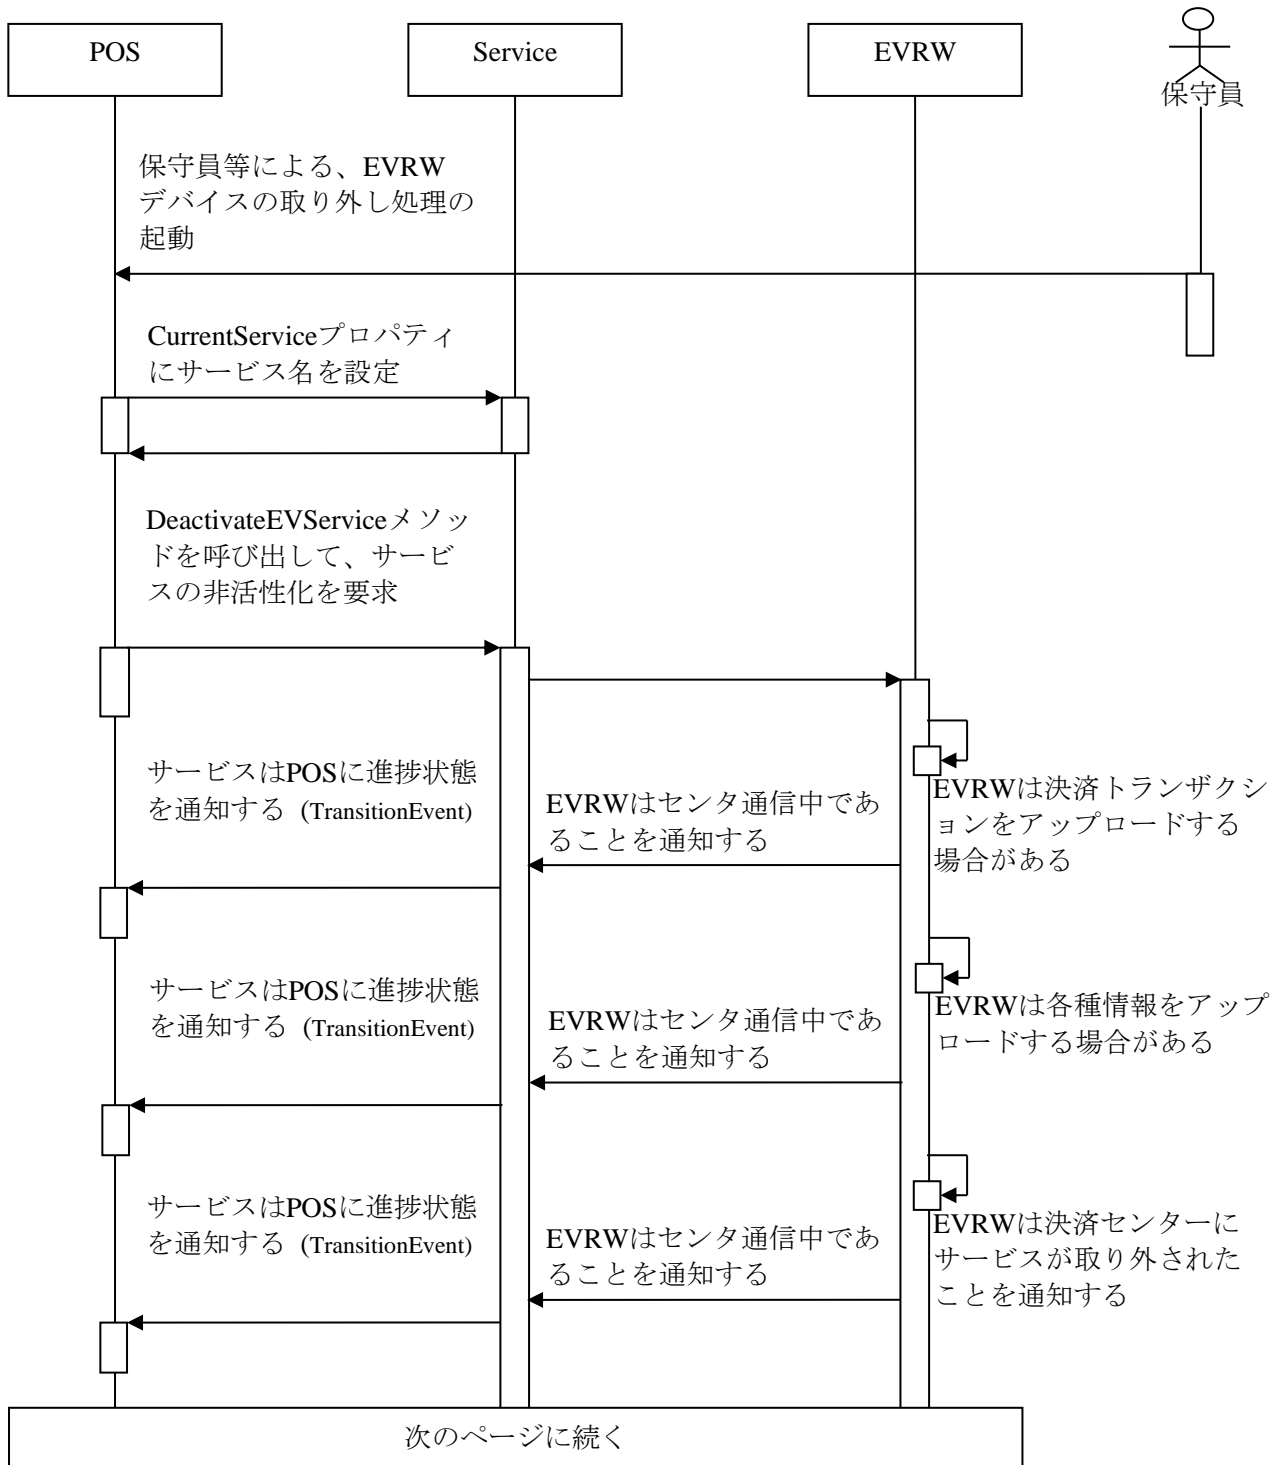 POS
Service
EVRW
保守員
保守員等による、EVRW
デバイスの取り外し処理の
起動
CurrentServiceプロパティ
にサービス名を設定
DeactivateEVServiceメソッ
ドを呼び出して、サービ
スの非活性化を要求
サービスはPOSに進捗状態
を通知する (TransitionEvent)
EVRWはセンタ通信中であ
ることを通知する
EVRWは決済トランザクシ
ョンをアップロードする
場合がある
サービスはPOSに進捗状態
を通知する (TransitionEvent)
EVRWはセンタ通信中であ
ることを通知する
EVRWは各種情報をアップ
ロードする場合がある
サービスはPOSに進捗状態
を通知する (TransitionEvent)
EVRWはセンタ通信中であ
ることを通知する
EVRWは決済センターに
サービスが取り外された
ことを通知する
次のページに続く